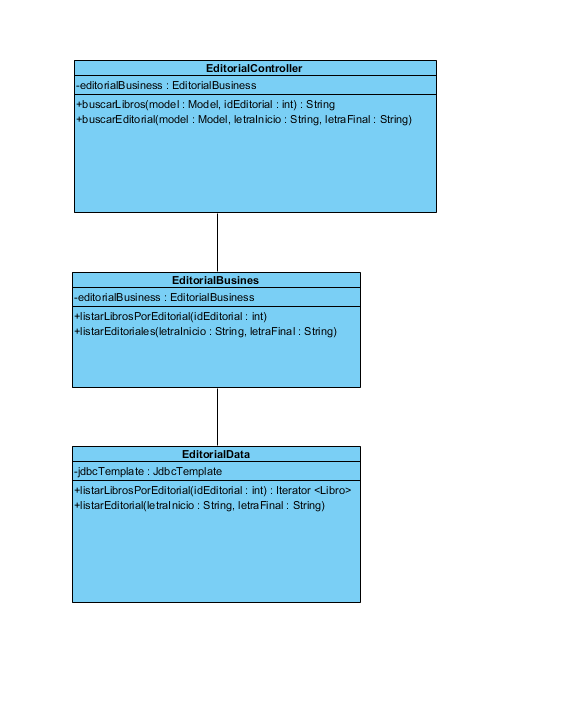 EditorialController
-editorialBusiness : EditorialBusiness
+buscarLibros(model : Model, idEditorial : int) : String
+buscarEditorial(model : Model, letraInicio : String, letraFinal : String)
EditorialBusines
-editorialBusiness : EditorialBusiness
+listarLibrosPorEditorial(idEditorial : int)
+listarEditoriales(letraInicio : String, letraFinal : String)
EditorialData
-jdbcTemplate : JdbcTemplate
+listarLibrosPorEditorial(idEditorial : int) : Iterator <Libro>
+listarEditorial(letraInicio : String, letraFinal : String)